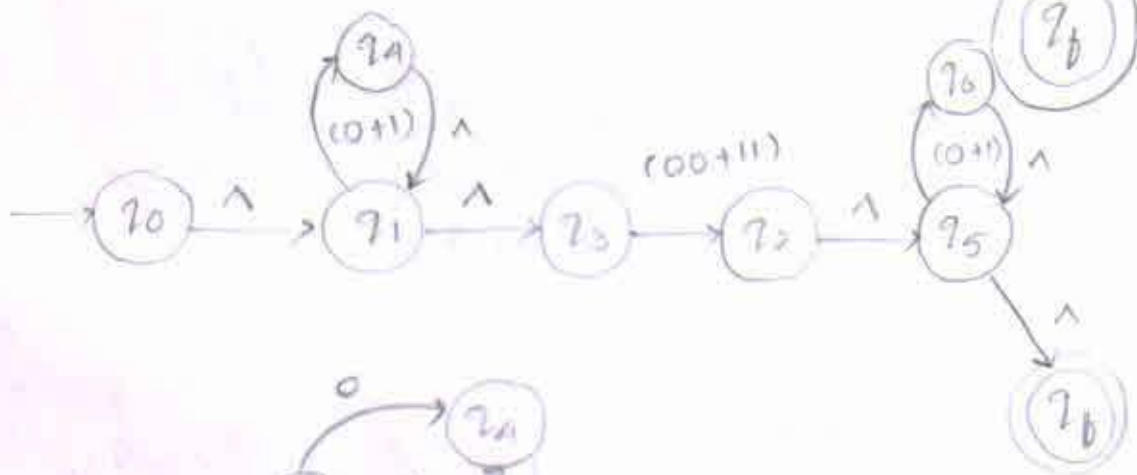 q4
qf
q6
(0+1) ∧
(00+11)
(0+1) ∧
q0 ∧ q1 ∧ q3 q2 ∧ q5
∧
0
q4
qf